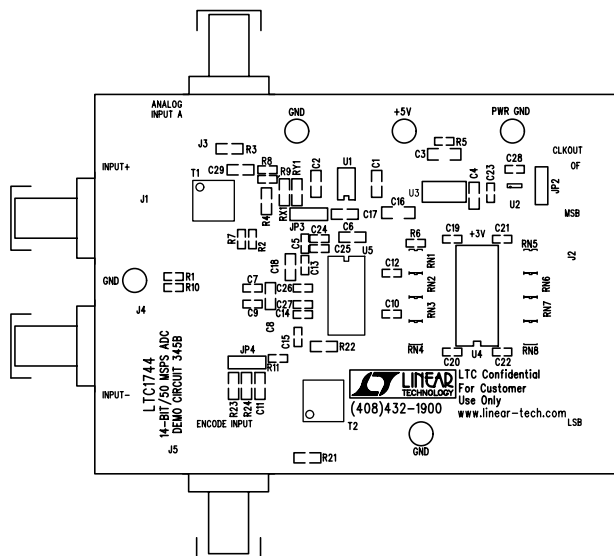 ANALOG
INPUT A
GND
+5V
PWR GND
J3
R3
R5
C3
CLKOUT
OF
INPUT+
C29
R8
R9
RY1
C2
U1
C1
C28
T1
U3
C4
C23
U2
JP2
J1
R4
RX1
JP3
C17
C16
MSB
R7
R2
C5
C24
C6
R6
C19
+3V
C21
C25
U5
RN5
J2
GND
R1
R10
C18
C13
C12
RN1
RN2
RN6
C7
C26
C9
C27
C14
C10
RN3
RN7
J4
C8
C15
R22
RN4
C20
U4
C22
RN8
JP4
R11
LTC1744
14-BIT/50 MSPS ADC
DEMO CIRCUIT 345B
INPUT-
R23
R24
C11
LINEAR
TECHNOLOGY
(408)432-1900
LTC Confidential
For Customer
Use Only
www.linear-tech.com
ENCODE INPUT
T2
LSB
J5
GND
R21